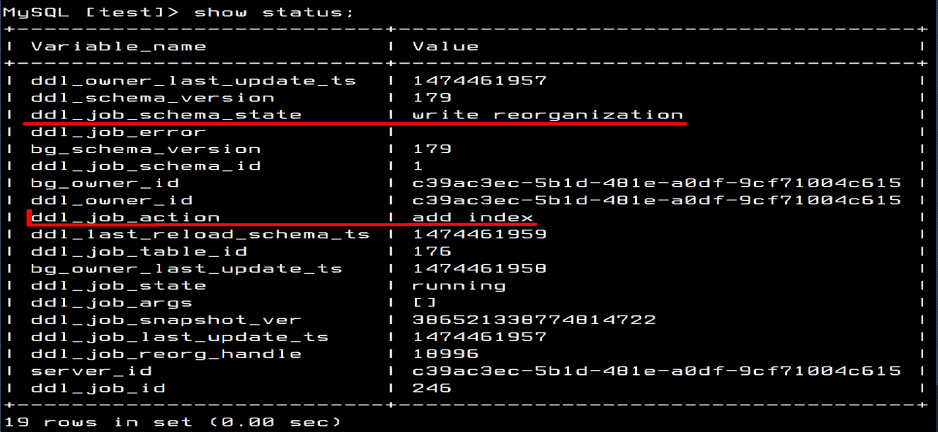 MySQL [test]> show status;
+---------------------------+--------------------------------------+
| Variable_name | Value |
+---------------------------+--------------------------------------+
| ddl_owner_last_update_ts | 1474461957 |
| ddl_schema_version | 179 |
| ddl_job_schema_state | write reorganization |
| ddl_job_error | |
| bg_schema_version | 179 |
| ddl_job_schema_id | 1 |
| bg_owner_id | c39ac3ec-5b1d-481e-a0df-9cf71004c615 |
| ddl_owner_id | c39ac3ec-5b1d-481e-a0df-9cf71004c615 |
| ddl_job_action | add index |
| ddl_last_reload_schema_ts | 1474461959 |
| ddl_job_table_id | 176 |
| bg_owner_last_update_ts | 1474461958 |
| ddl_job_state | running |
| ddl_job_args | [] |
| ddl_job_snapshot_ver | 386521338774814722 |
| ddl_job_last_update_ts | 1474461957 |
| ddl_job_reorg_handle | 18996 |
| server_id | c39ac3ec-5b1d-481e-a0df-9cf71004c615 |
| ddl_job_id | 246 |
+---------------------------+--------------------------------------+
19 rows in set (0.00 sec)